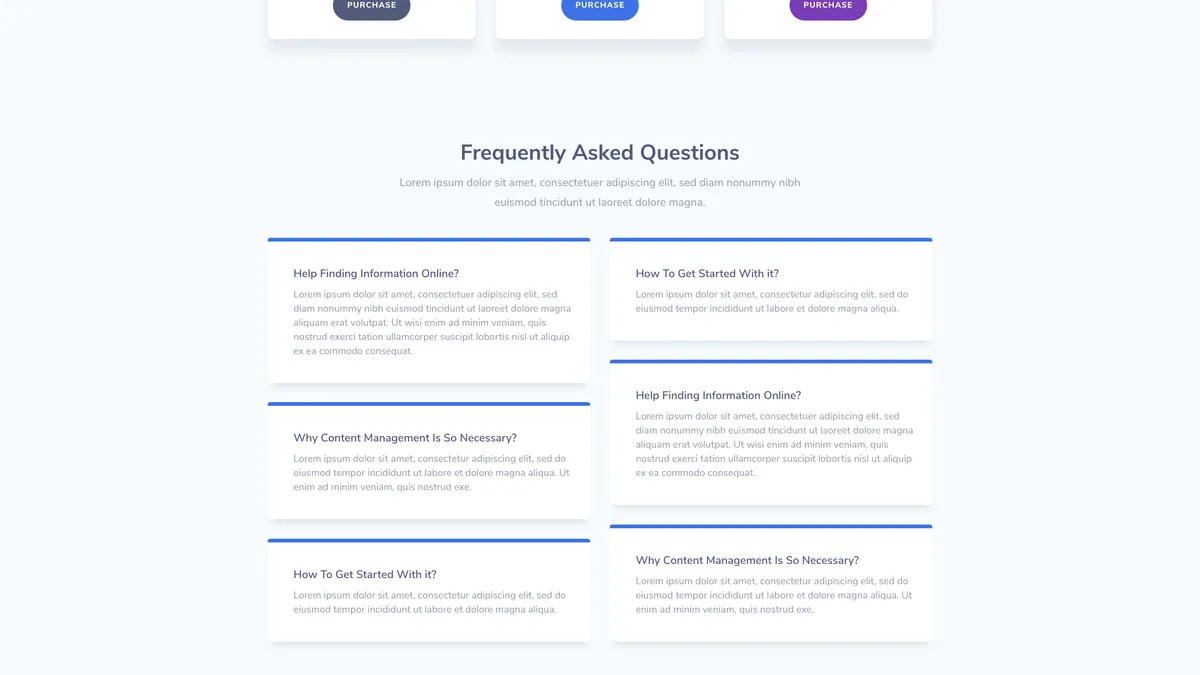 PURCHASE
PURCHASE
PURCHASE
Frequently Asked Questions
Lorem ipsum dolor sit amet, consectetuer adipiscing elit, sed diam nonummy nibh
euismod tincidunt ut laoreet dolore magna.
Help Finding Information Online?
Lorem ipsum dolor sit amet, consectetuer adipiscing elit, sed
diam nonummy nibh euismod tincidunt ut laoreet dolore magna
aliquam erat volutpat. Ut wisi enim ad minim veniam, quis
nostrud exerci tation ullamcorper suscipit lobortis nisl ut aliquip
ex ea commodo consequat.
Why Content Management Is So Necessary?
Lorem ipsum dolor sit amet, consectetur adipiscing elit, sed do
eiusmod tempor incididunt ut labore et dolore magna aliqua. Ut
enim ad minim veniam, quis nostrud exe.
How To Get Started With it?
Lorem ipsum dolor sit amet, consectetur adipiscing elit, sed do
eiusmod tempor incididunt ut labore et dolore magna aliqua.
How To Get Started With it?
Lorem ipsum dolor sit amet, consectetur adipiscing elit, sed do
eiusmod tempor incididunt ut labore et dolore magna aliqua.
Help Finding Information Online?
Lorem ipsum dolor sit amet, consectetuer adipiscing elit, sed
diam nonummy nibh euismod tincidunt ut laoreet dolore magna
aliquam erat volutpat. Ut wisi enim ad minim veniam, quis
nostrud exerci tation ullamcorper suscipit lobortis nisl ut aliquip
ex ea commodo consequat.
Why Content Management Is So Necessary?
Lorem ipsum dolor sit amet, consectetur adipiscing elit, sed do
eiusmod tempor incididunt ut labore et dolore magna aliqua. Ut
enim ad minim veniam, quis nostrud exe.